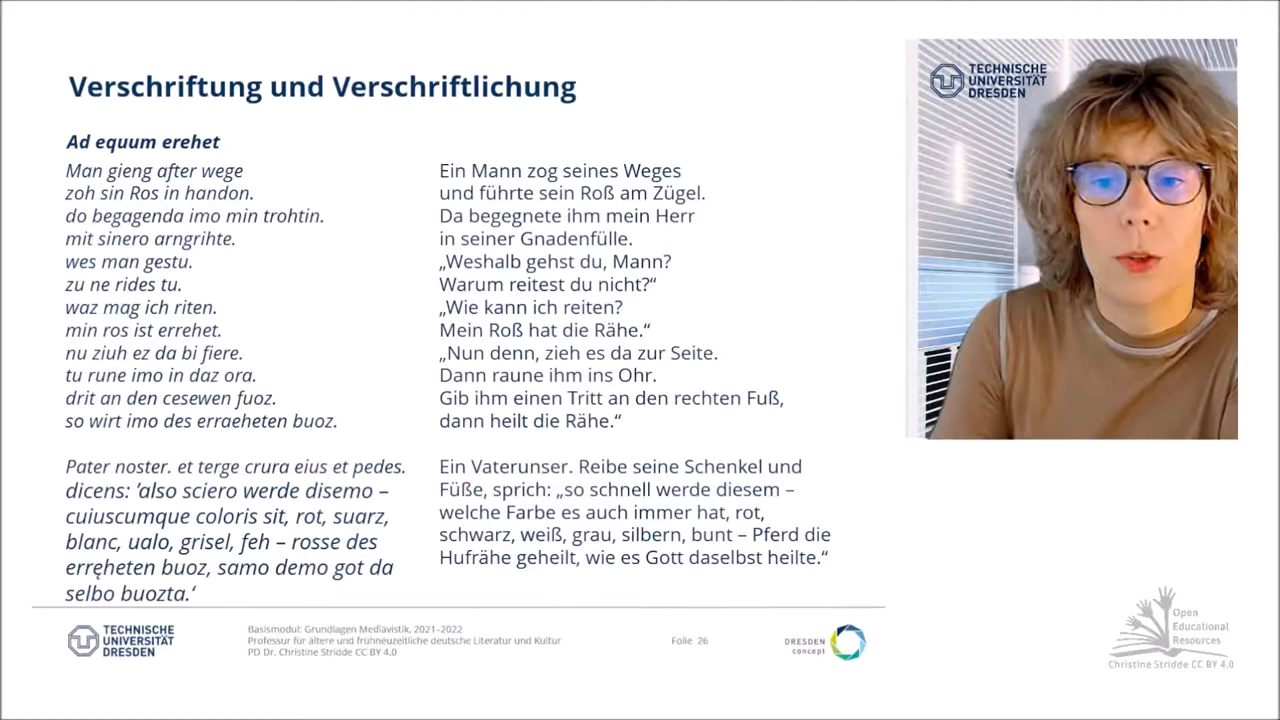 Verschriftung und Verschriftlichung
Ad equum erehet
Man gieng after wege
zoh sin Ros in handon.
do begagenda imo min trohtin.
mit sinero arngrihte.
wes man gestu.
zu ne rides tu.
waz mag ich riten.
min ros ist errehet.
nu ziuh ez da bi fiere.
tu rune imo in daz ora.
drit an den cesewen fuoz.
so wirt imo des erraeheten buoz.
Pater noster. et terge crura eius et pedes.
dicens: ’also sciero werde disemo –
cuiuscumque coloris sit, rot, suarz,
blanc, ualo, grisel, feh – rosse des
erręheten buoz, samo demo got da
selbo buozta.‘
Ein Mann zog seines Weges
und führte sein Roß am Zügel.
Da begegnete ihm mein Herr
in seiner Gnadenfülle.
„Weshalb gehst du, Mann?
Warum reitest du nicht?“
„Wie kann ich reiten?
Mein Roß hat die Rähe.“
„Nun denn, zieh es da zur Seite.
Dann raune ihm ins Ohr.
Gib ihm einen Tritt an den rechten Fuß,
dann heilt die Rähe.“
Ein Vaterunser. Reibe seine Schenkel und
Füße, sprich: „so schnell werde diesem –
welche Farbe es auch immer hat, rot,
schwarz, weiß, grau, silbern, bunt – Pferd die
Hufrähe geheilt, wie es Gott daselbst heilte.“
TECHNISCHE
UNIVERSITÄT
DRESDEN
TECHNISCHE
UNIVERSITÄT
DRESDEN
Basismodul: Grundlagen Mediävistik, 2021–2022
Professur für ältere und frühneuzeitliche deutsche Literatur und Kultur
PD Dr. Christine Stridde CC BY 4.0
Folie 26
DRESDEN
concept
Open
Educational
Resources
Christine Stridde CC BY 4.0